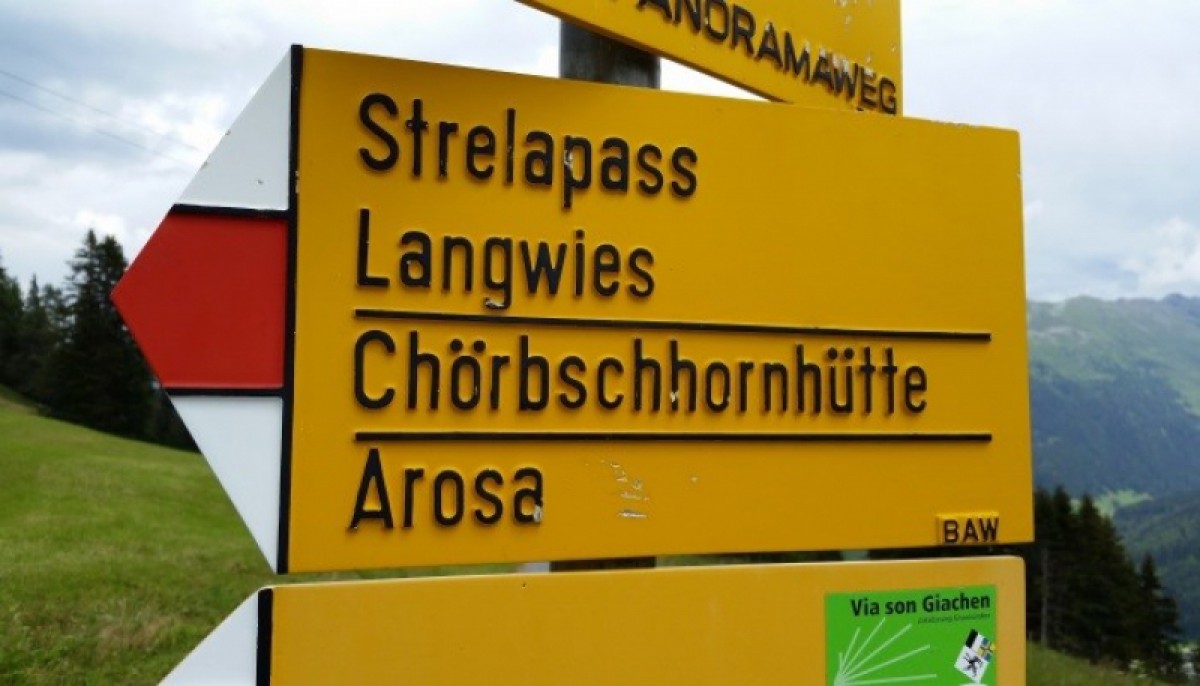 PANORAMAWEG
Strelapass
Langwies
Chörbschhornhütte
Arosa
BAW
Via son Giachen